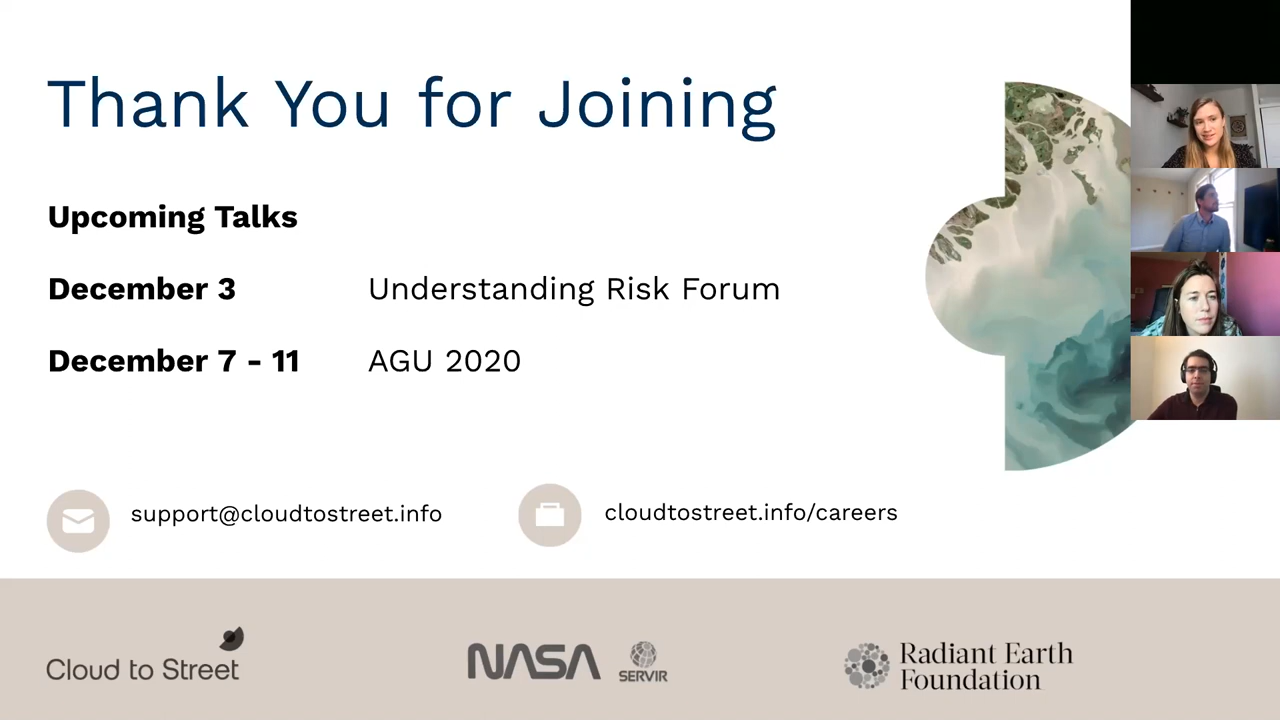 Thank You for Joining
Upcoming Talks
December 3 Understanding Risk Forum
December 7 - 11 AGU 2020
support@cloudtostreet.info cloudtostreet.info/careers
Cloud to Street
NASA
SERVIR
Radiant Earth
Foundation